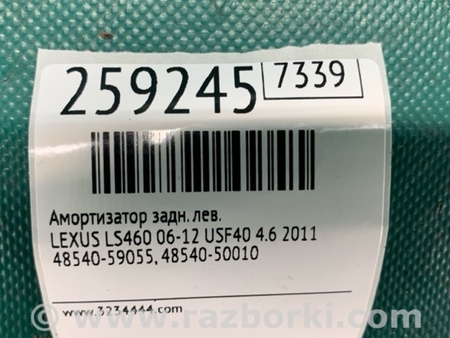 259245 7339
Амортизатор задн.лев.
LEXUS LS460 06-12 USF40 4.6 2011
48540-59055, 48540-50010
www.3234444.com
www.razborki.com